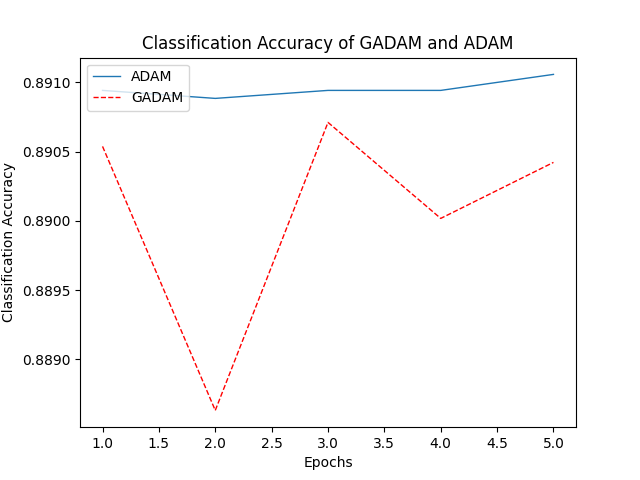 Classification Accuracy of GADAM and ADAM
ADAM
GADAM
0.8910
0.8905
0.8900
0.8895
0.8890
Classification Accuracy
1.0 1.5 2.0 2.5 3.0 3.5 4.0 4.5 5.0
Epochs